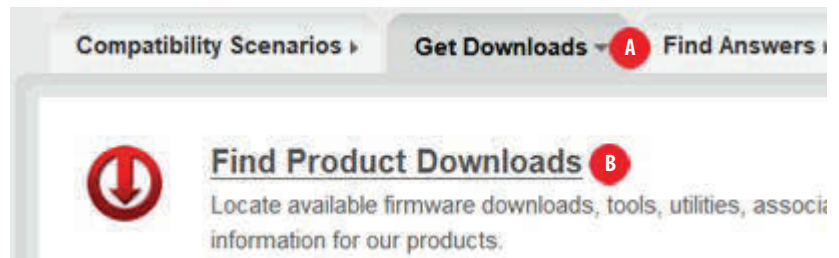 Compatibility Scenarios Get Downloads A Find Answers
Find Product Downloads B
Locate available firmware downloads, tools, utilities,
information for our products.